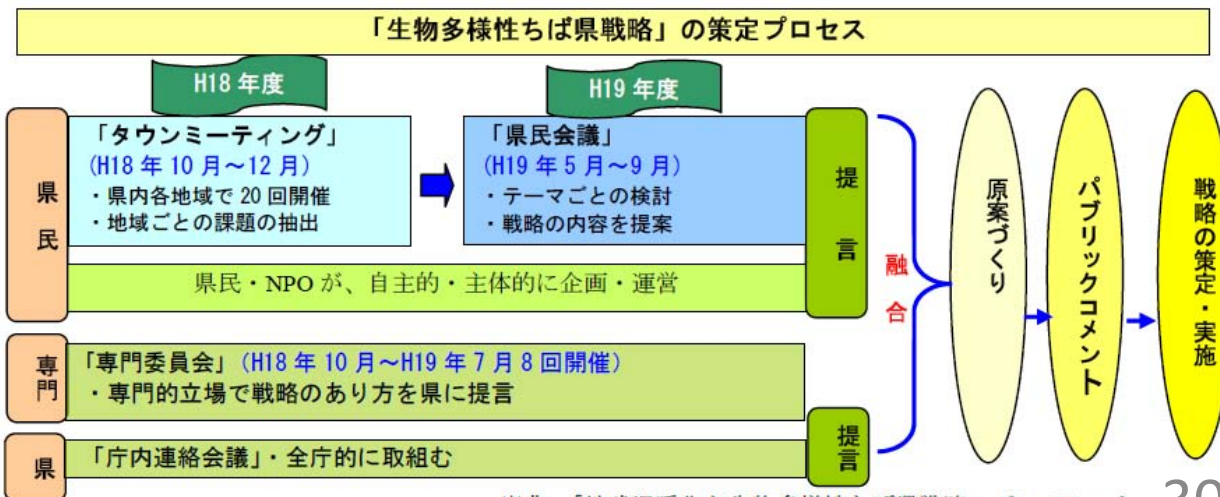 「生物多様性ちば県戦略」の策定プロセス
H18 年度
H19 年度
県民
「タウンミーティング」
(H18 年 10 月～12 月)
・県内各地域で 20 回開催
・地域ごとの課題の抽出
「県民会議」
(H19 年 5 月～9 月)
・テーマごとの検討
・戦略の内容を提案
県民・NPO が、自主的・主体的に企画・運営
提言
専門
「専門委員会」(H18 年 10 月～H19 年 7 月 8 回開催)
・専門的立場で戦略のあり方を県に提言
県
「庁内連絡会議」・全庁的に取組む
提言
融合
原案づくり
パブリックコメント
戦略の策定・実施